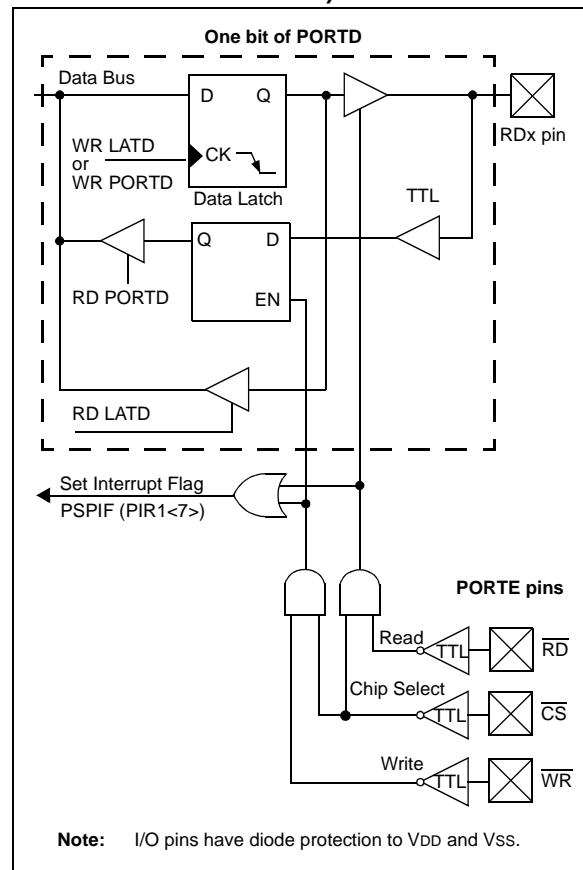 One bit of PORTD
Data Bus
D Q
WR LATD
or
WR PORTD
CK
Data Latch
RDx pin
TTL
Q D
EN
RD PORTD
RD LATD
Set Interrupt Flag
PSPIF (PIR1<7>)
PORTE pins
Read
TTL
RD
Chip Select
TTL
CS
Write
TTL
WR
Note: I/O pins have diode protection to VDD and VSS.